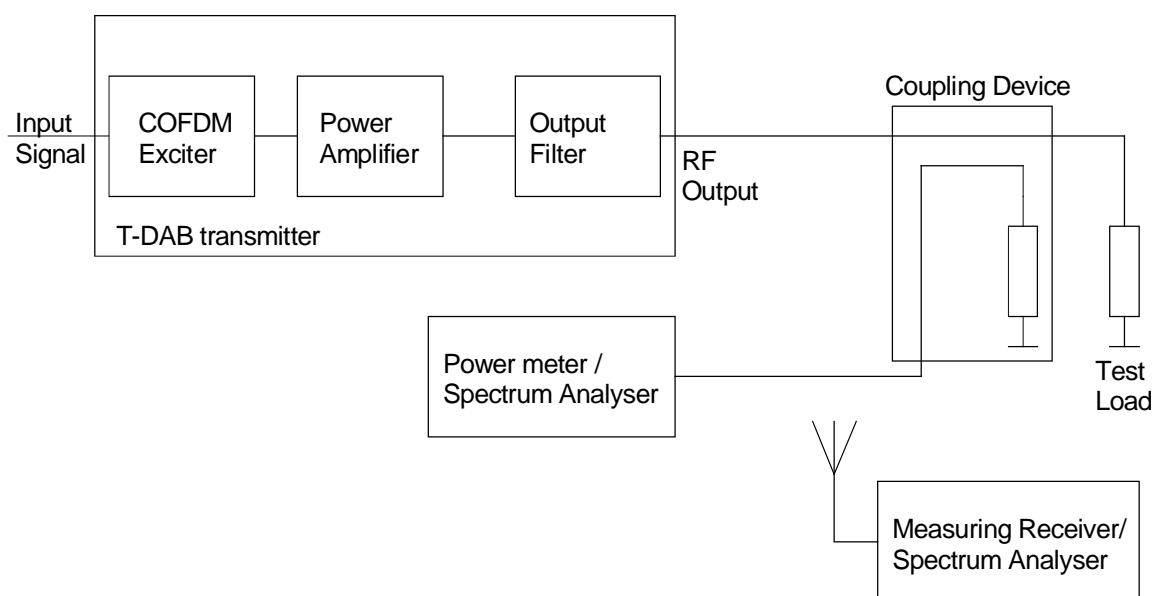 Input
Signal
COFDM
Exciter
Power
Amplifier
Output
Filter
RF
Output
T-DAB transmitter
Coupling Device
Test
Load
Power meter /
Spectrum Analyser
Measuring Receiver/
Spectrum Analyser